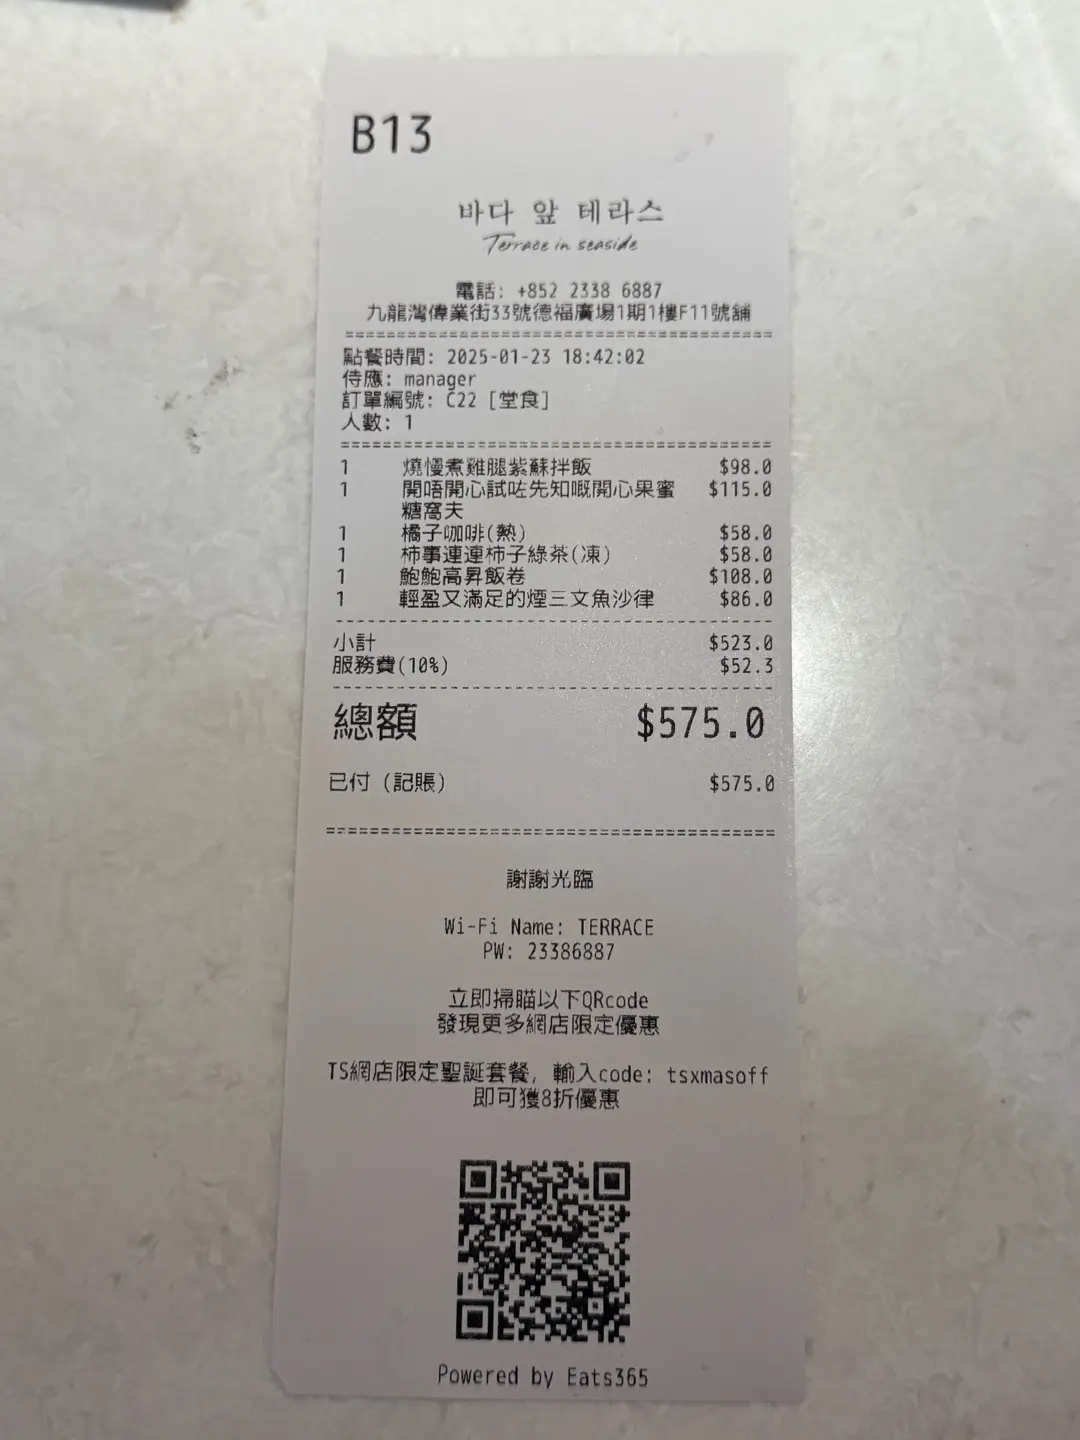 B13
바다 앞 테라스
Terrace in seaside
電話: +852 2338 6887
九龍灣偉業街33號德福廣場1期1樓F11號舖
點餐時間: 2025-01-23 18:42:02
侍應: manager
訂單編號: C22 [堂食]
人數: 1
1 燒慢煮雞腿紫蘇拌飯 $98.0
1 開唔開心試咗先知嘅開心果蜜 $115.0
糖窩夫
1 橘子咖啡(熱) $58.0
1 柿事連連柿子綠茶(凍) $58.0
1 鮑鮑高昇飯卷 $108.0
1 輕盈又滿足的煙三文魚沙律 $86.0
小計 $523.0
服務費(10%) $52.3
總額 $575.0
已付 (記賬) $575.0
謝謝光臨
Wi-Fi Name: TERRACE
PW: 23386887
立即掃瞄以下QRcode
發現更多網店限定優惠
TS網店限定聖誕套餐, 輸入code: tsxmasoff
即可獲8折優惠
Powered by Eats365